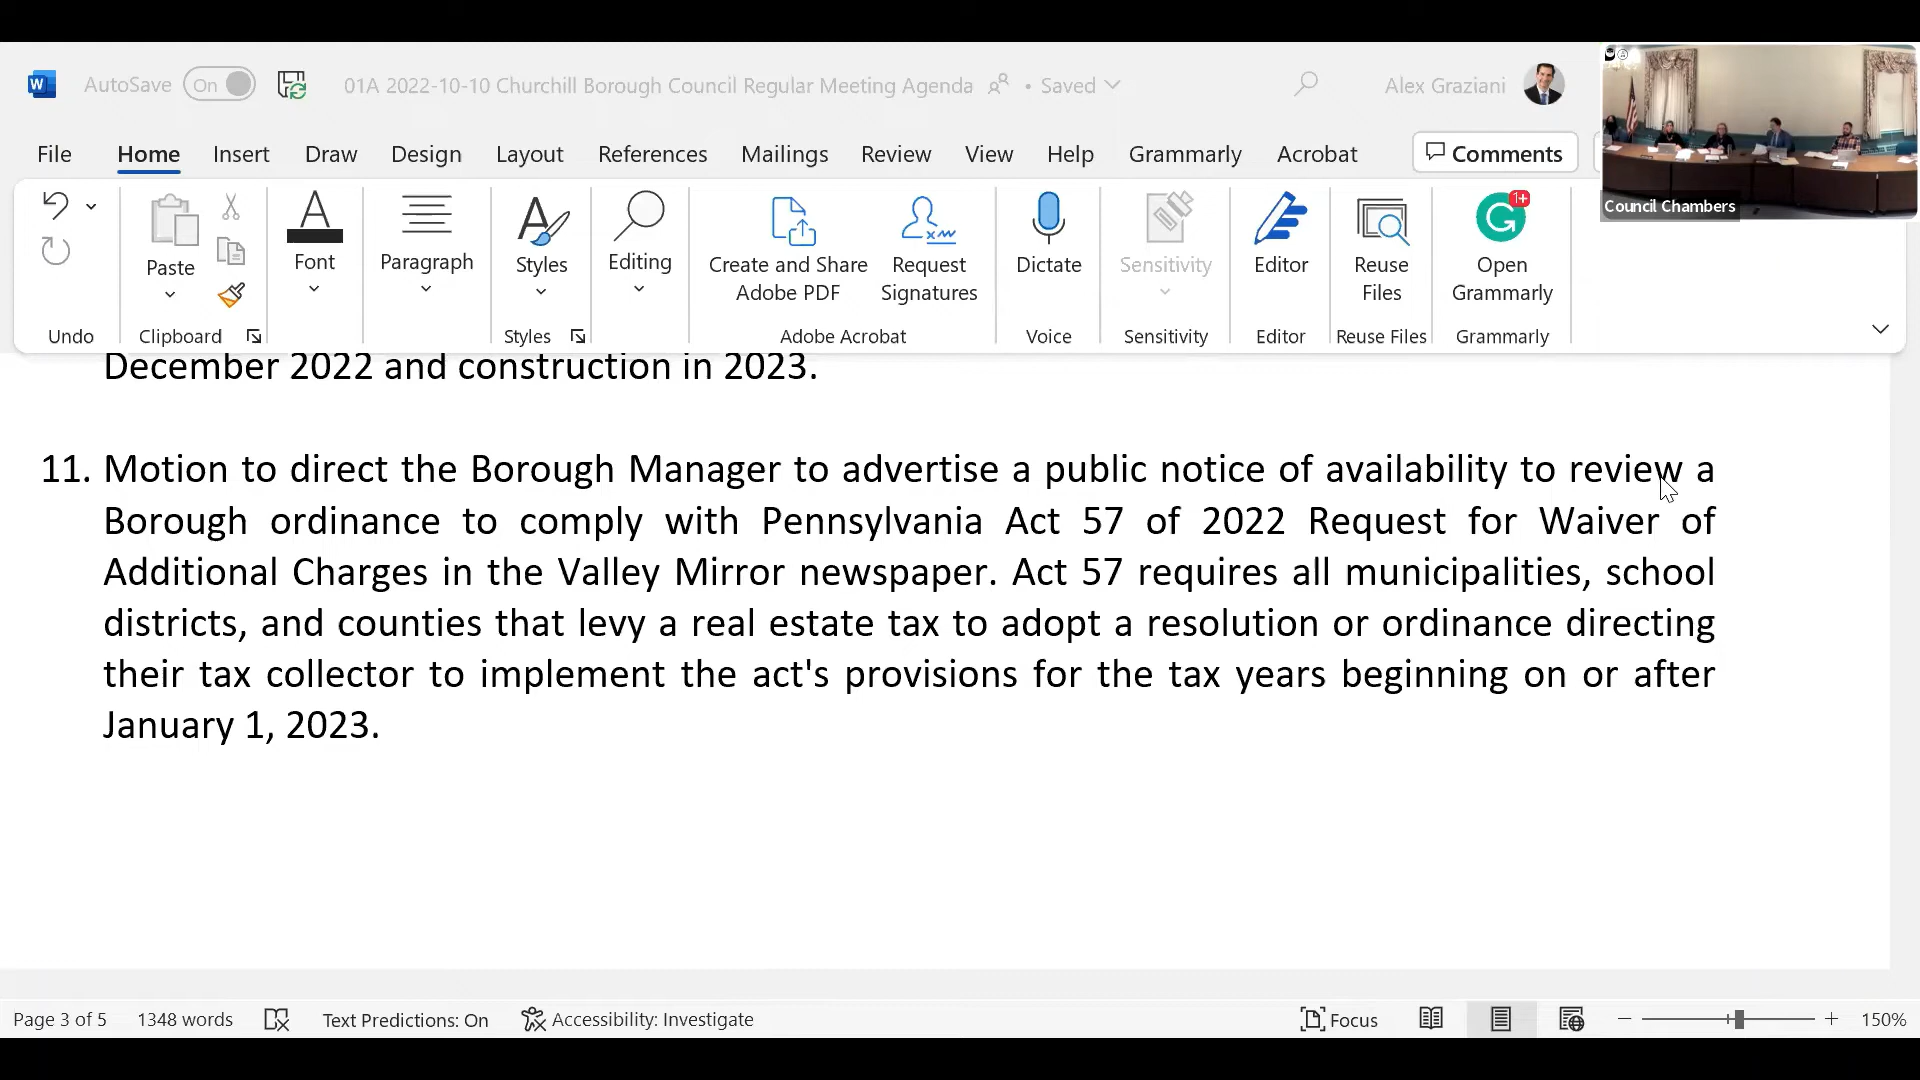 W AutoSave On 01A 2022-10-10 Churchill Borough Council Regular Meeting Agenda • Saved Alex Graziani
File Home Insert Draw Design Layout References Mailings Review View Help Grammarly Acrobat Comments
Council Chambers
Paste Font Paragraph Styles Editing Create and Share Request Dictate Sensitivity Editor Reuse Open
Adobe PDF Signatures Files Grammarly
1+
Undo Clipboard Styles Adobe Acrobat Voice Sensitivity Editor Reuse Files Grammarly
December 2022 and construction in 2023.
11. Motion to direct the Borough Manager to advertise a public notice of availability to review a
Borough ordinance to comply with Pennsylvania Act 57 of 2022 Request for Waiver of
Additional Charges in the Valley Mirror newspaper. Act 57 requires all municipalities, school
districts, and counties that levy a real estate tax to adopt a resolution or ordinance directing
their tax collector to implement the act's provisions for the tax years beginning on or after
January 1, 2023.
Page 3 of 5 1348 words Text Predictions: On Accessibility: Investigate Focus 150%